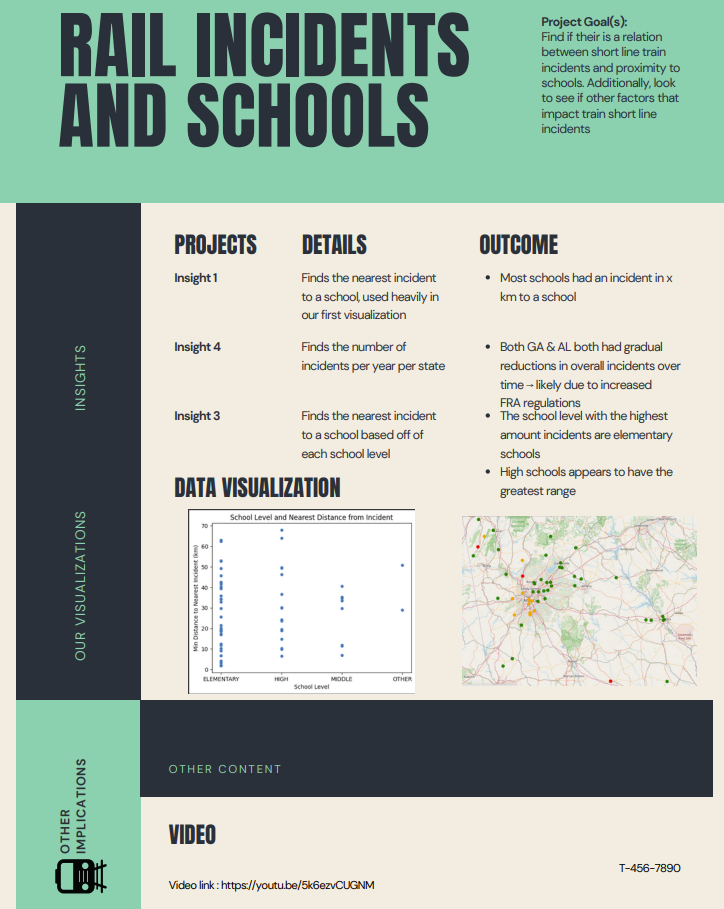 RAIL INCIDENTS
AND SCHOOLS
Project Goal(s):
Find if their is a relation
between short line train
incidents and proximity to
schools. Additionally, look
to see if other factors that
impact train short line
incidents
INSIGHTS
PROJECTS
DETAILS
OUTCOME
Insight 1
Finds the nearest incident
to a school, used heavily in
our first visualization
• Most schools had an incident in x
km to a school
Insight 4
Finds the number of
incidents per year per state
• Both GA & AL both had gradual
reductions in overall incidents over
time → likely due to increased
FRA regulations
Insight 3
Finds the nearest incident
to a school based off of
each school level
• The school level with the highest
amount incidents are elementary
schools
• High schools appears to have the
greatest range
OUR VISUALIZATIONS
DATA VISUALIZATION
School Level and Nearest Distance from Incident
Min Distance to Nearest Incident (km)
70
60
50
40
30
20
10
0
ELEMENTARY
HIGH
MIDDLE
OTHER
School Level
OTHER CONTENT
OTHER
IMPLICATIONS
VIDEO
T-456-7890
Video link : https://youtu.be/5k6ezvCUGNM